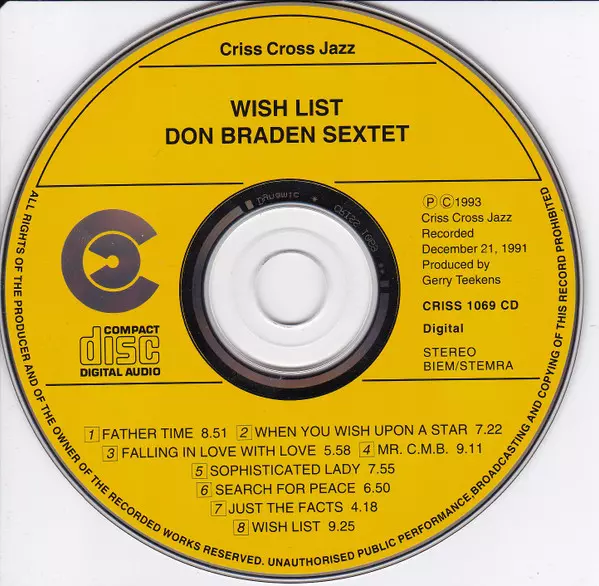 Criss Cross Jazz
WISH LIST
DON BRADEN SEXTET
℗ ©1993
Criss Cross Jazz
Recorded
December 21, 1991
Produced by
Gerry Teekens
CRISS 1069 CD
Digital
STEREO
BIEM/STEMRA
COMPACT
disc
DIGITAL AUDIO
1 FATHER TIME 8.51 2 WHEN YOU WISH UPON A STAR 7.22
3 FALLING IN LOVE WITH LOVE 5.58 4 MR. C.M.B. 9.11
5 SOPHISTICATED LADY 7.55
6 SEARCH FOR PEACE 6.50
7 JUST THE FACTS 4.18
8 WISH LIST 9.25
ALL RIGHTS OF THE PRODUCER AND OF THE OWNER OF THE RECORDED WORKS RESERVED. UNAUTHORISED PUBLIC PERFORMANCE, BROADCASTING AND COPYING OF THIS RECORD PROHIBITED